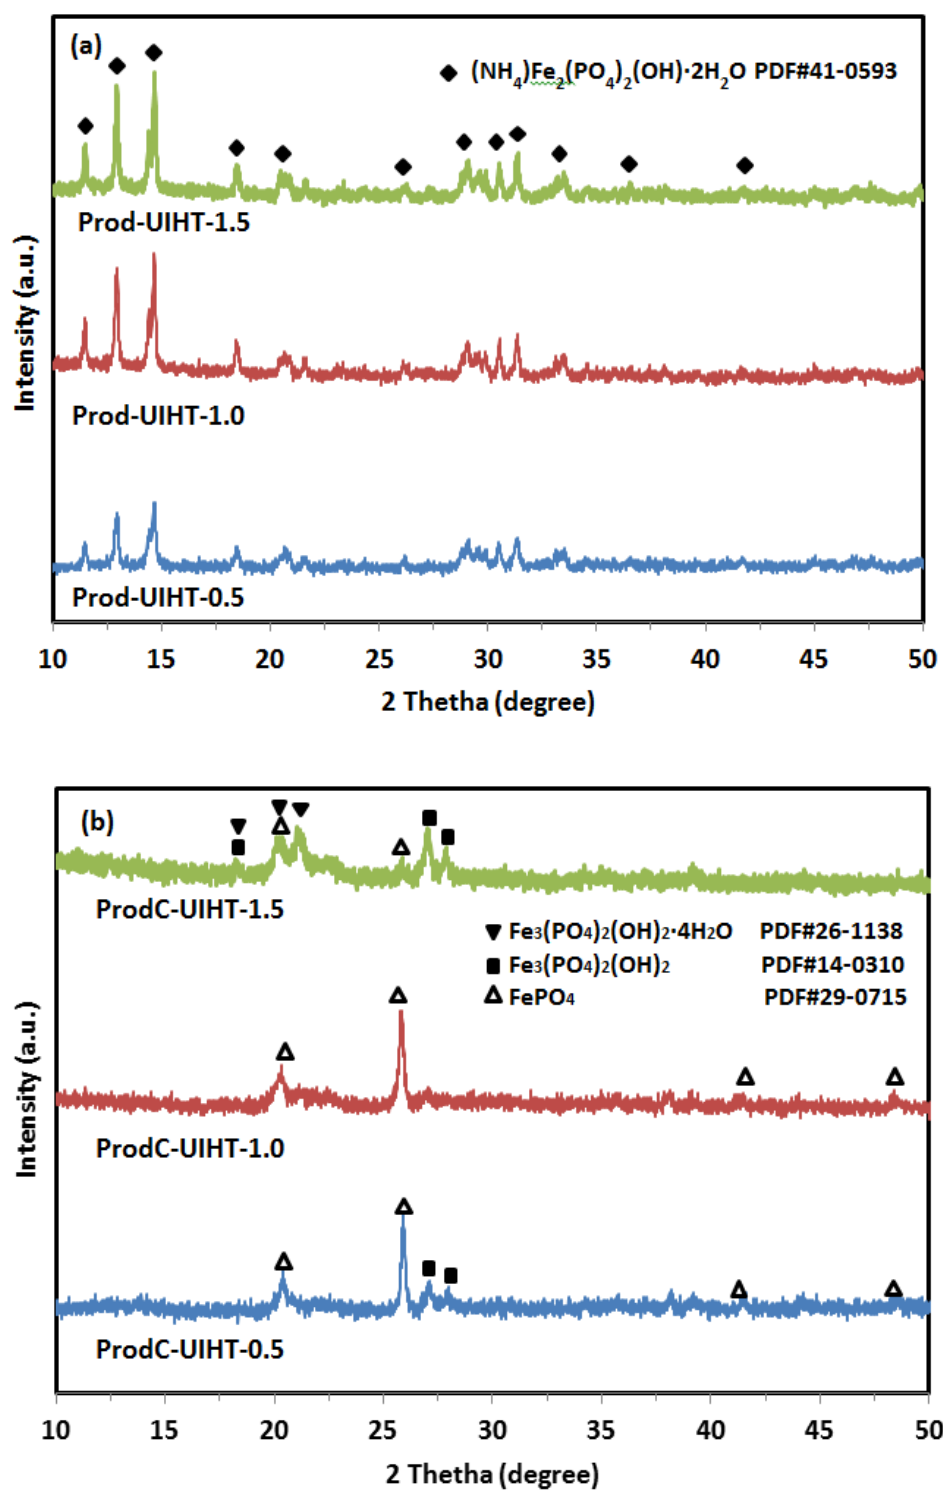 (a)
◆ (NH4)Fe2(PO4)2(OH)·2H2O PDF#41-0593
Prod-UIHT-1.5
Prod-UIHT-1.0
Prod-UIHT-0.5
Intensity (a.u.)
10 15 20 25 30 35 40 45 50
2 Thetha (degree)
(b)
ProdC-UIHT-1.5
▼ Fe3(PO4)2(OH)2·4H2O PDF#26-1138
■ Fe3(PO4)2(OH)2 PDF#14-0310
△ FePO4 PDF#29-0715
ProdC-UIHT-1.0
ProdC-UIHT-0.5
Intensity (a.u.)
10 15 20 25 30 35 40 45 50
2 Thetha (degree)